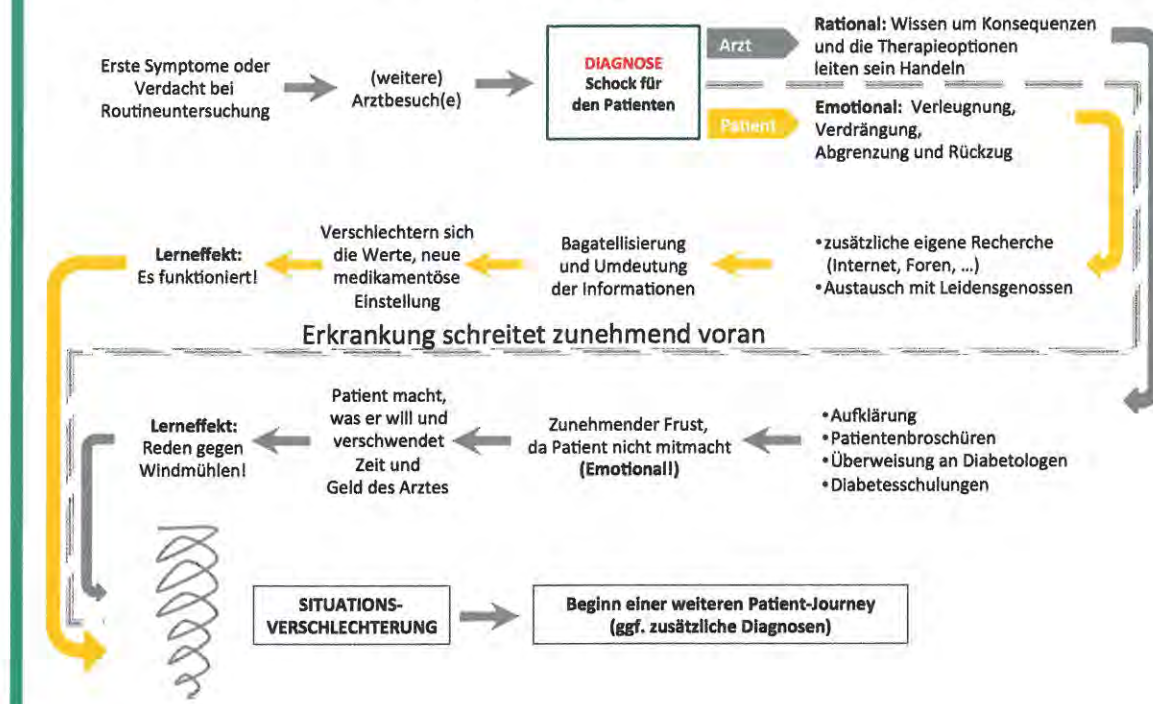 Erste Symptome oder
Verdacht bei
Routineuntersuchung
(weitere)
Arztbesuch(e)
DIAGNOSE
Schock für
den Patienten
Arzt
Rational: Wissen um Konsequenzen
und die Therapieoptionen
leiten sein Handeln
Patient
Emotional: Verleugnung,
Verdrängung,
Abgrenzung und Rückzug
•zusätzliche eigene Recherche
(Internet, Foren, ...)
•Austausch mit Leidensgenossen
Bagatellisierung
und Umdeutung
der Informationen
Verschlechtern sich
die Werte, neue
medikamentöse
Einstellung
Lerneffekt:
Es funktioniert!
Erkrankung schreitet zunehmend voran
•Aufklärung
•Patientenbroschüren
•Überweisung an Diabetologen
•Diabetesschulungen
Zunehmender Frust,
da Patient nicht mitmacht
(Emotional!)
Patient macht,
was er will und
verschwendet
Zeit und
Geld des Arztes
Lerneffekt:
Reden gegen
Windmühlen!
SITUATIONS-
VERSCHLECHTERUNG
Beginn einer weiteren Patient-Journey
(ggf. zusätzliche Diagnosen)